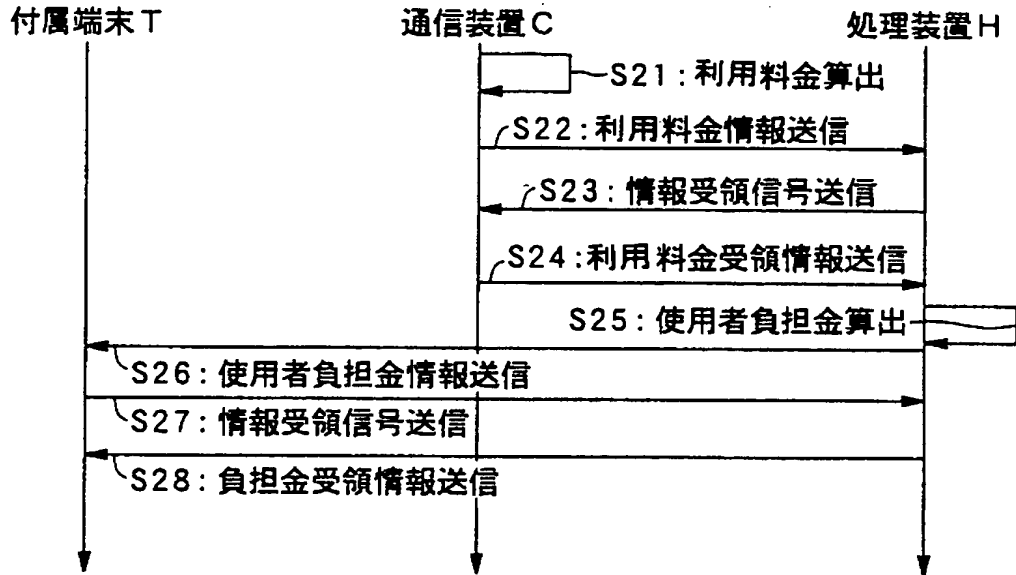 付属端末T
通信装置C
処理装置H
S21:利用料金算出
S22:利用料金情報送信
S23:情報受領信号送信
S24:利用料金受領情報送信
S25:使用者負担金算出
S26:使用者負担金情報送信
S27:情報受領信号送信
S28:負担金受領情報送信